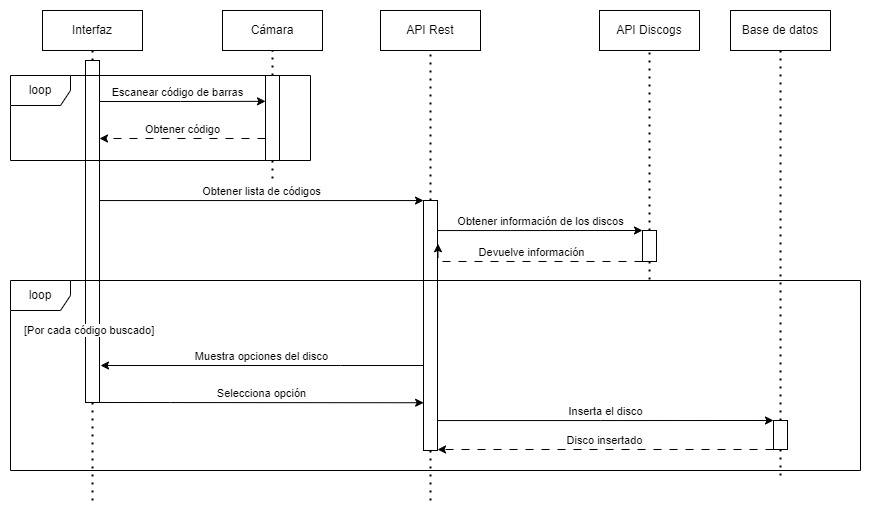 Interfaz
Cámara
API Rest
API Discogs
Base de datos
loop
Escanear código de barras
Obtener código
Obtener lista de códigos
Obtener información de los discos
Devuelve información
loop
[Por cada código buscado]
Muestra opciones del disco
Selecciona opción
Inserta el disco
Disco insertado